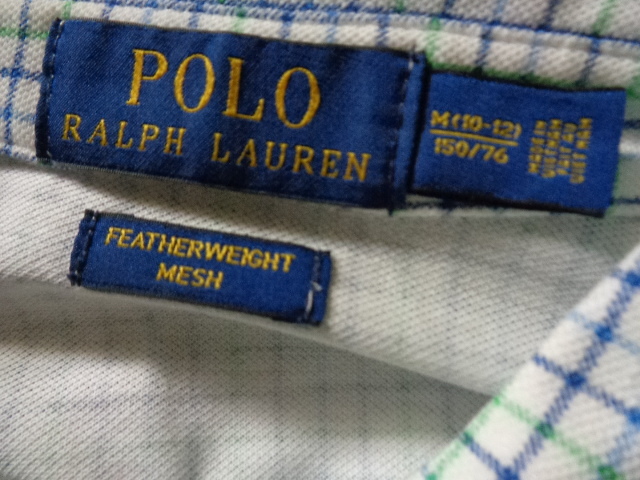 POLO
RALPH LAUREN
M (10-12)
150/76
FEATHERWEIGHT
MESH